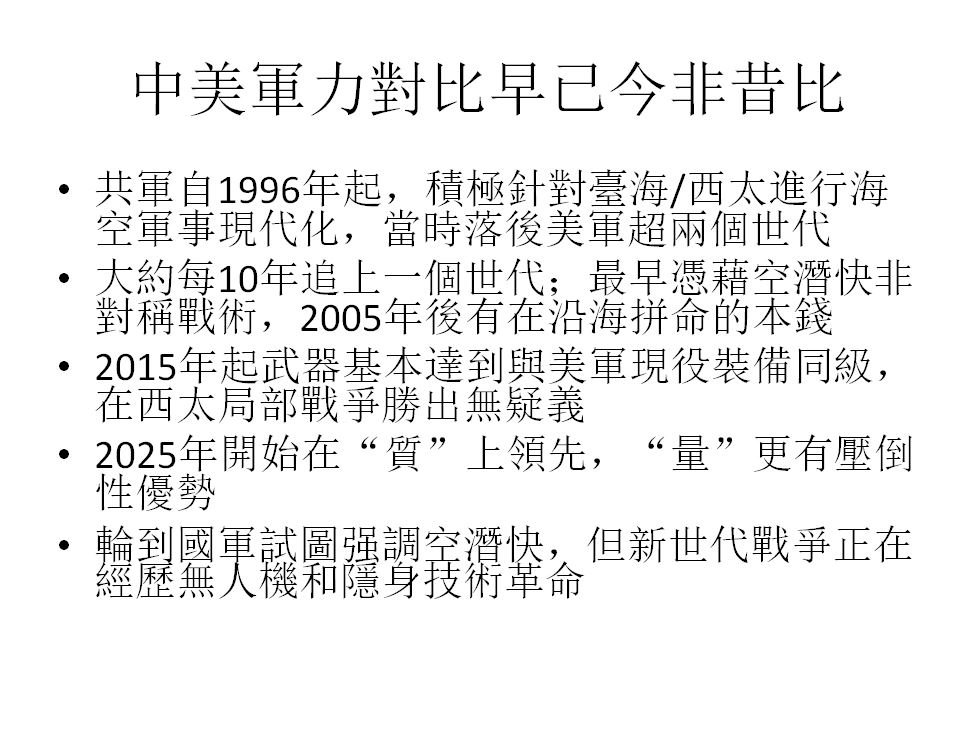 中美軍力對比早已今非昔比
• 共軍自1996年起，積極針對臺海/西太進行海
空軍事現代化，當時落後美軍超兩個世代
• 大約每10年追上一個世代；最早憑藉空潛快非
對稱戰術，2005年後有在沿海拼命的本錢
• 2015年起武器基本達到與美軍現役裝備同級，
在西太局部戰爭勝出無疑義
• 2025年開始在“質”上領先，“量”更有壓倒
性優勢
• 輪到國軍試圖强調空潛快，但新世代戰爭正在
經歷無人機和隱身技術革命